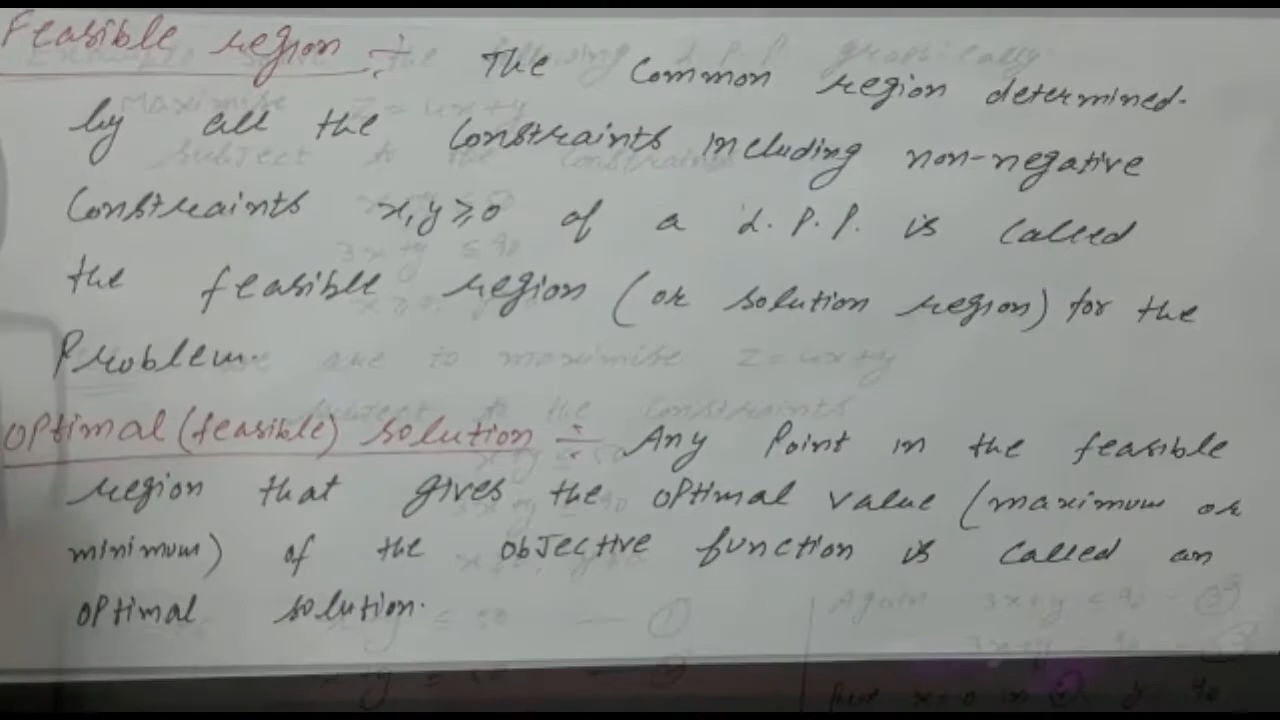 Feasible region :- The common region determined
by all the constraints including non-negative
constraints x, y ≥ 0 of a L.P.P. is called
the feasible region (or solution region) for the
Problem.
Optimal (feasible) solution :- Any Point in the feasible
region that gives the optimal value (maximum or
minimum) of the objective function is called an
optimal solution.